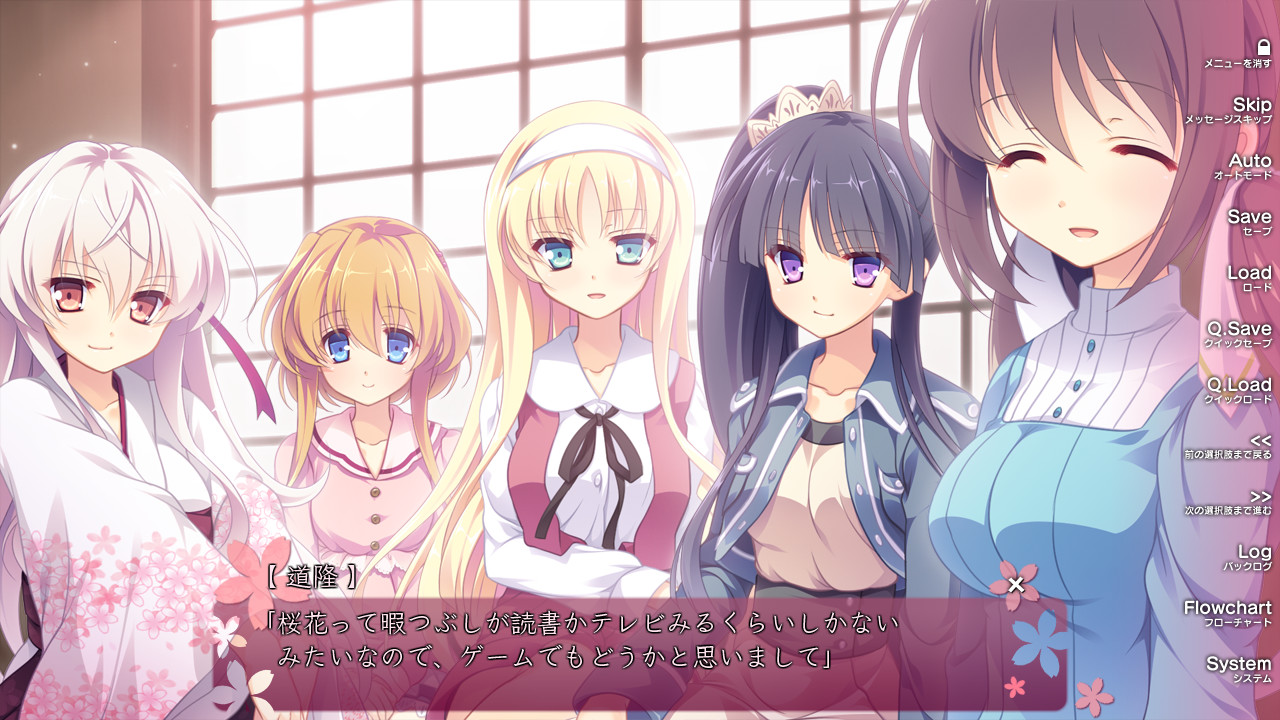 メニューを消す
Skip
メッセージスキップ
Auto
オートモード
Save
セーブ
Load
ロード
Q.Save
クイックセーブ
Q.Load
クイックロード
<<
前の選択肢まで戻る
>>
次の選択肢まで進む
Log
バックログ
Flowchart
フローチャート
System
システム
【 道隆 】
「桜花って暇つぶしが読書かテレビみるくらいしかない
みたいなので、ゲームでもどうかと思いまして」